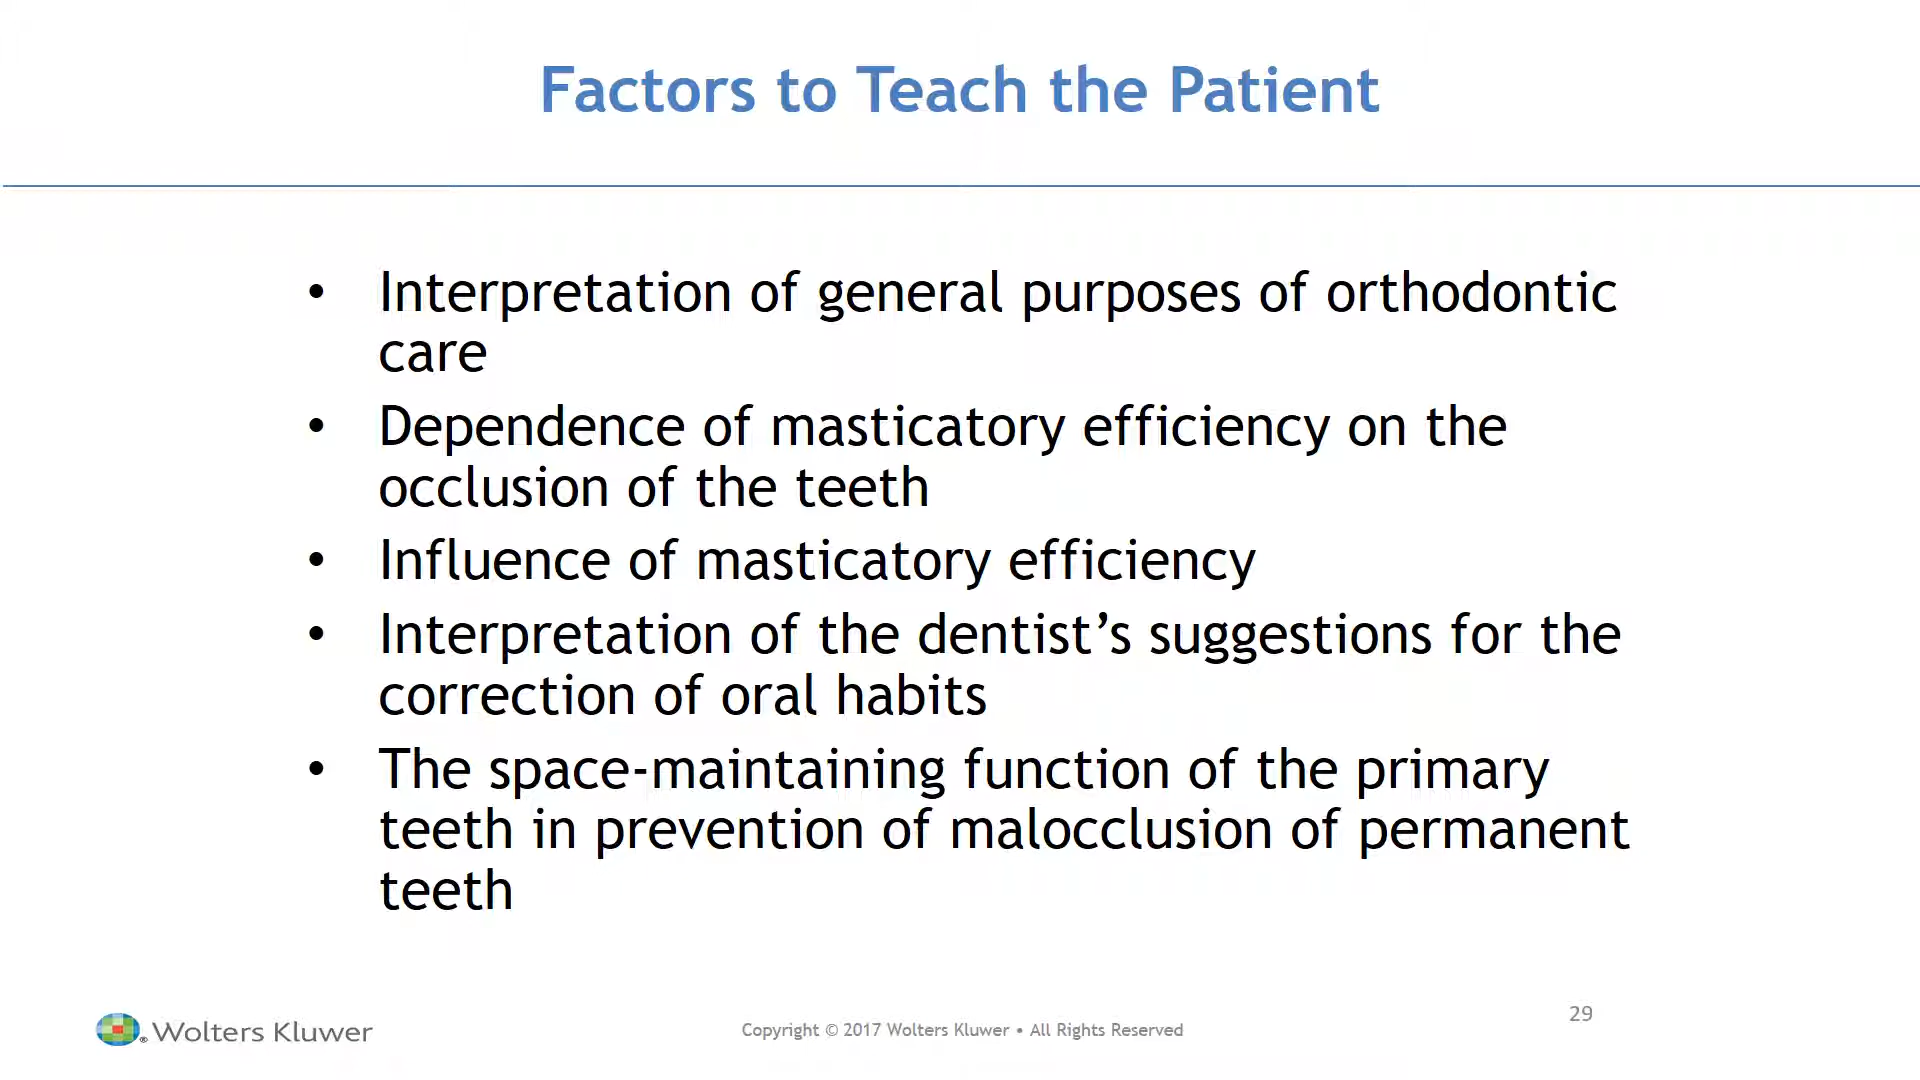 Factors to Teach the Patient
• Interpretation of general purposes of orthodontic
care
• Dependence of masticatory efficiency on the
occlusion of the teeth
• Influence of masticatory efficiency
• Interpretation of the dentist’s suggestions for the
correction of oral habits
• The space-maintaining function of the primary
teeth in prevention of malocclusion of permanent
teeth
® Wolters Kluwer
Copyright © 2017 Wolters Kluwer • All Rights Reserved
29